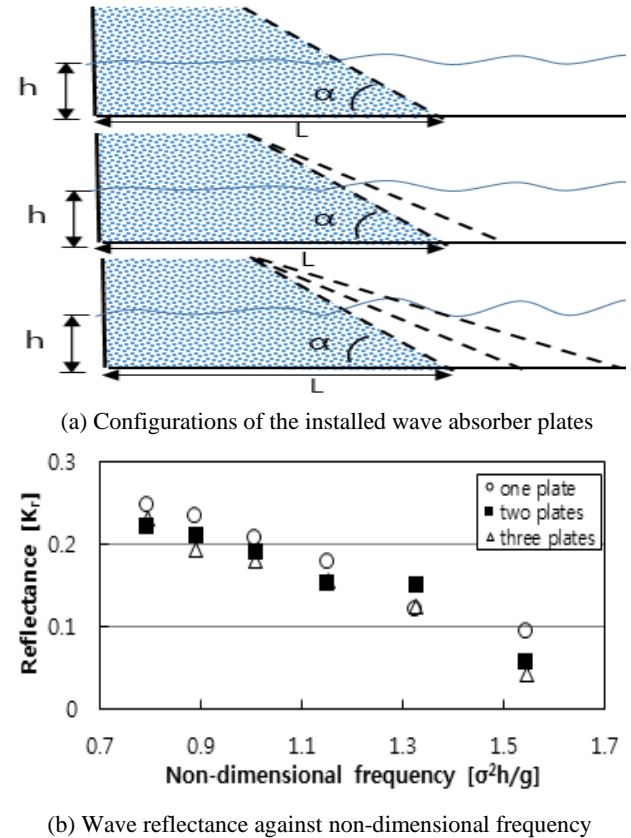 h
α
L
h
α
L
h
α
L
(a) Configurations of the installed wave absorber plates
0.3
0.2
0.1
0
Reflectance [Kr]
one plate
two plates
three plates
0.7 0.9 1.1 1.3 1.5 1.7
Non-dimensional frequency [σ²h/g]
(b) Wave reflectance against non-dimensional frequency